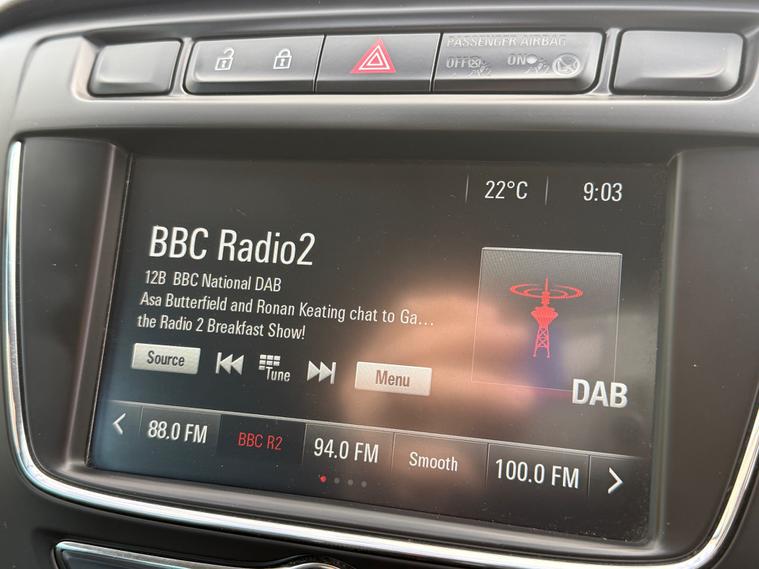 PASSENGER AIRBAG
OFF ON
22°C 9:03
BBC Radio2
12B BBC National DAB
Asa Butterfield and Ronan Keating chat to Ga...
the Radio 2 Breakfast Show!
Source Tune Menu
DAB
88.0 FM BBC R2 94.0 FM Smooth 100.0 FM